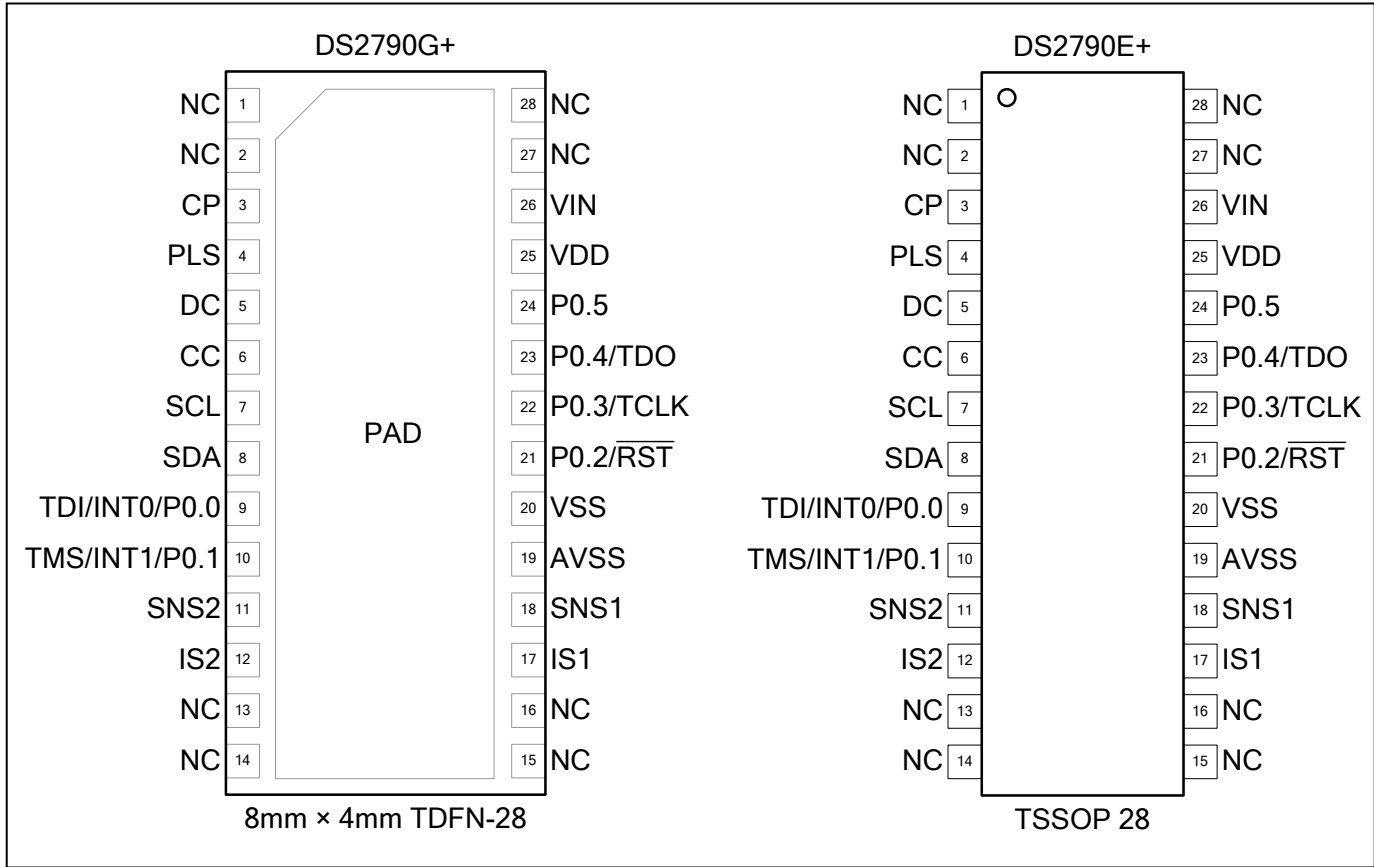 DS2790G+
NC 1 28 NC
NC 2 27 NC
CP 3 26 VIN
PLS 4 25 VDD
DC 5 24 P0.5
CC 6 23 P0.4/TDO
SCL 7 22 P0.3/TCLK
SDA 8 21 P0.2/R̅S̅T̅
TDI/INT0/P0.0 9 20 VSS
TMS/INT1/P0.1 10 19 AVSS
SNS2 11 18 SNS1
IS2 12 17 IS1
NC 13 16 NC
NC 14 15 NC
PAD
8mm × 4mm TDFN-28
DS2790E+
NC 1 28 NC
NC 2 27 NC
CP 3 26 VIN
PLS 4 25 VDD
DC 5 24 P0.5
CC 6 23 P0.4/TDO
SCL 7 22 P0.3/TCLK
SDA 8 21 P0.2/R̅S̅T̅
TDI/INT0/P0.0 9 20 VSS
TMS/INT1/P0.1 10 19 AVSS
SNS2 11 18 SNS1
IS2 12 17 IS1
NC 13 16 NC
NC 14 15 NC
TSSOP 28